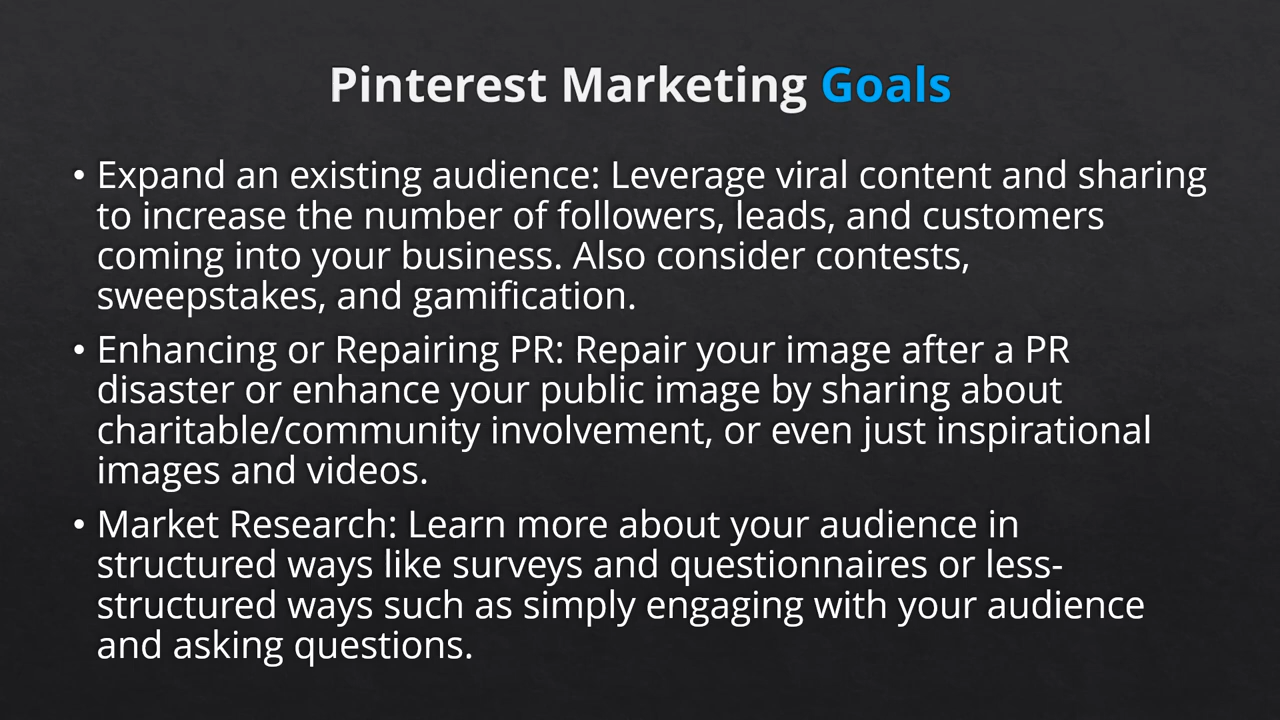 Pinterest Marketing Goals
• Expand an existing audience: Leverage viral content and sharing
to increase the number of followers, leads, and customers
coming into your business. Also consider contests,
sweepstakes, and gamification.
• Enhancing or Repairing PR: Repair your image after a PR
disaster or enhance your public image by sharing about
charitable/community involvement, or even just inspirational
images and videos.
• Market Research: Learn more about your audience in
structured ways like surveys and questionnaires or less-
structured ways such as simply engaging with your audience
and asking questions.